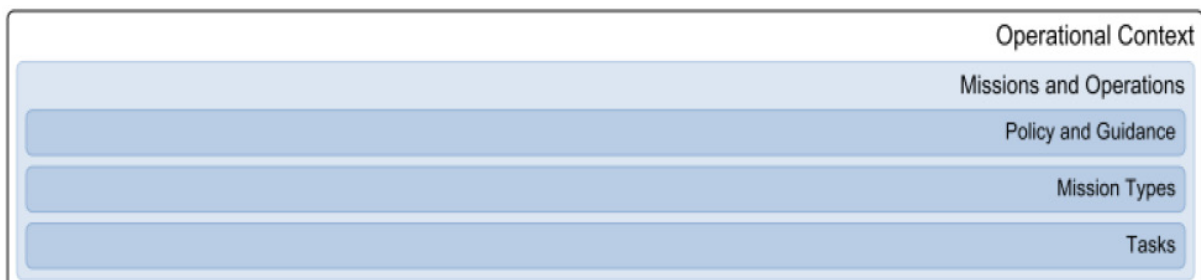 Operational Context
Missions and Operations
Policy and Guidance
Mission Types
Tasks